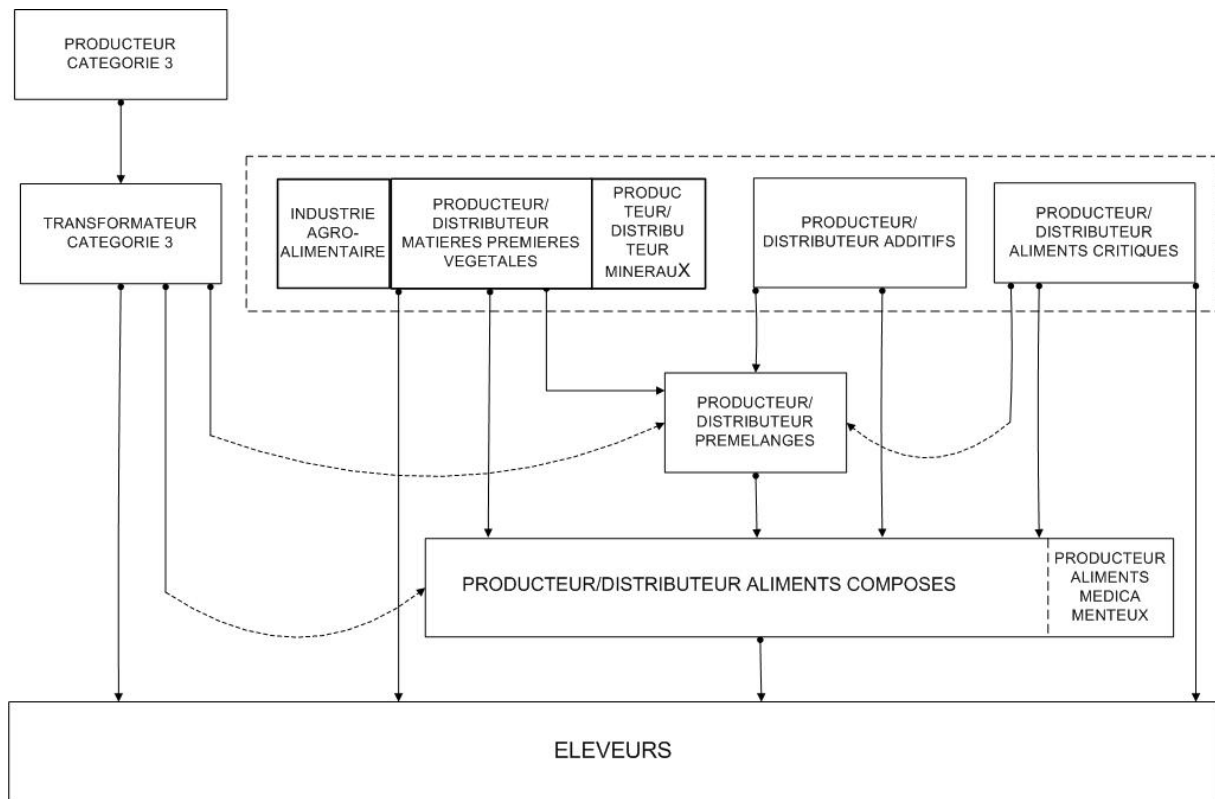 PRODUCTEUR
CATEGORIE 3
TRANSFORMATEUR
CATEGORIE 3
INDUSTRIE
AGRO-
ALIMENTAIRE
PRODUCTEUR/
DISTRIBUTEUR
MATIERES PREMIERES
VEGETALES
PRODUC
TEUR/
DISTRIBU
TEUR
MINERAUX
PRODUCTEUR/
DISTRIBUTEUR ADDITIFS
PRODUCTEUR/
DISTRIBUTEUR
ALIMENTS CRITIQUES
PRODUCTEUR/
DISTRIBUTEUR
PREMELANGES
PRODUCTEUR/DISTRIBUTEUR ALIMENTS COMPOSES
PRODUCTEUR
ALIMENTS
MEDICA
MENTEUX
ELEVEURS